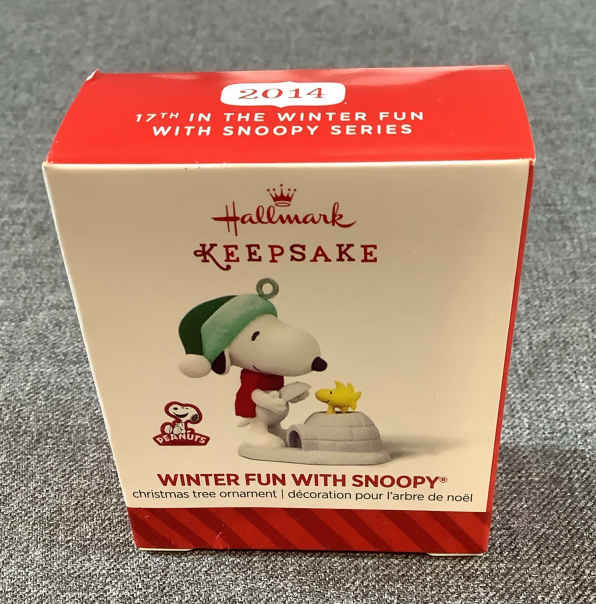 2014
17TH IN THE WINTER FUN
WITH SNOOPY SERIES
Hallmark
KEEPSAKE
PEANUTS
WINTER FUN WITH SNOOPY®
christmas tree ornament | décoration pour l'arbre de noël